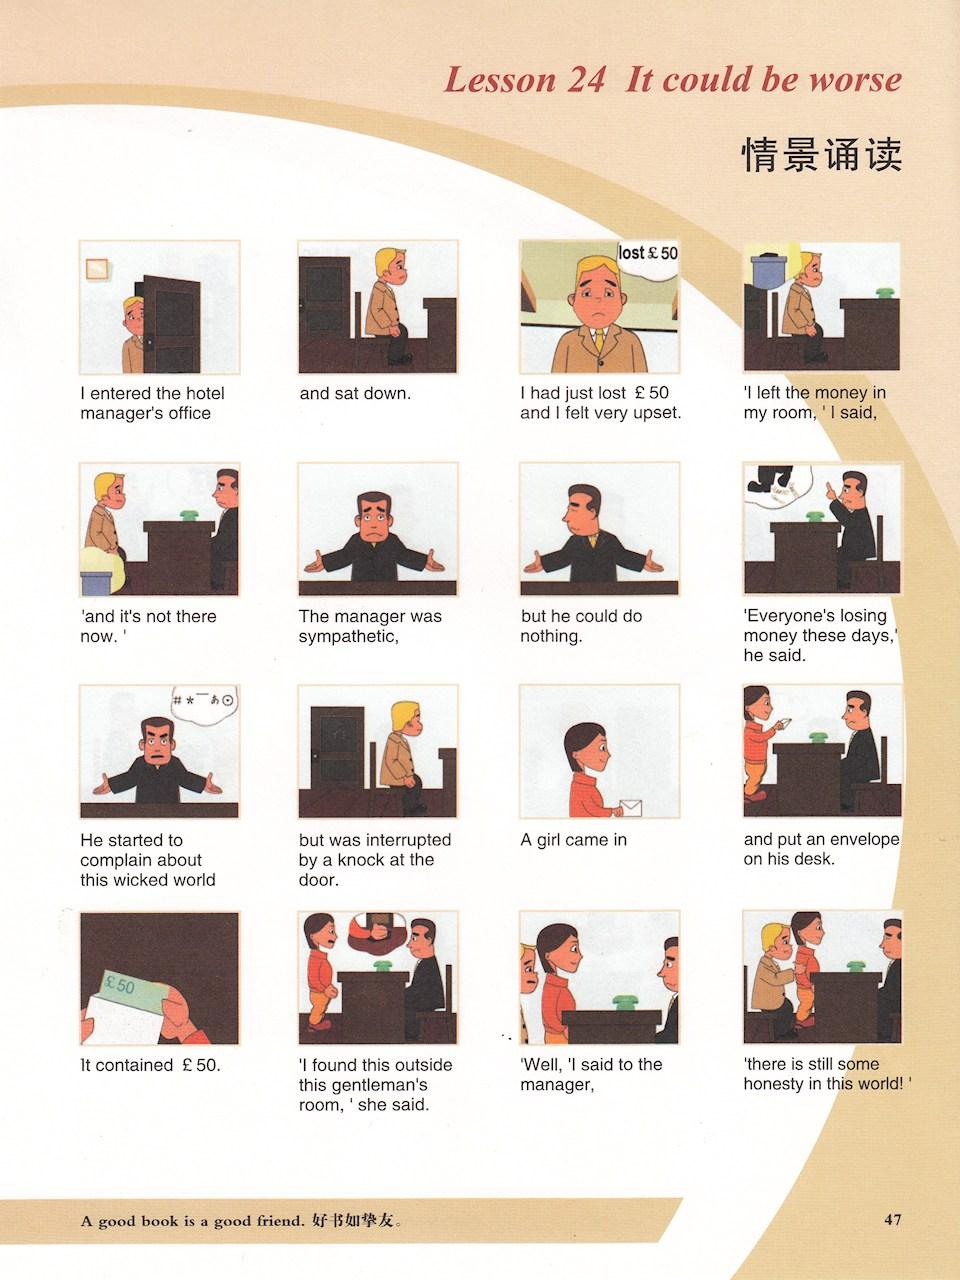 Lesson 24 It could be worse
情景诵读
lost £ 50
I entered the hotel
manager's office
and sat down.
I had just lost £ 50
and I felt very upset.
'I left the money in
my room, ' I said,
'and it's not there
now. '
The manager was
sympathetic,
but he could do
nothing.
'Everyone's losing
money these days,'
he said.
#*¯ぁ⊙
He started to
complain about
this wicked world
but was interrupted
by a knock at the
door.
A girl came in
and put an envelope
on his desk.
£50
It contained £ 50.
'I found this outside
this gentleman's
room, ' she said.
'Well, 'I said to the
manager,
'there is still some
honesty in this world! '
A good book is a good friend. 好书如挚友。
47